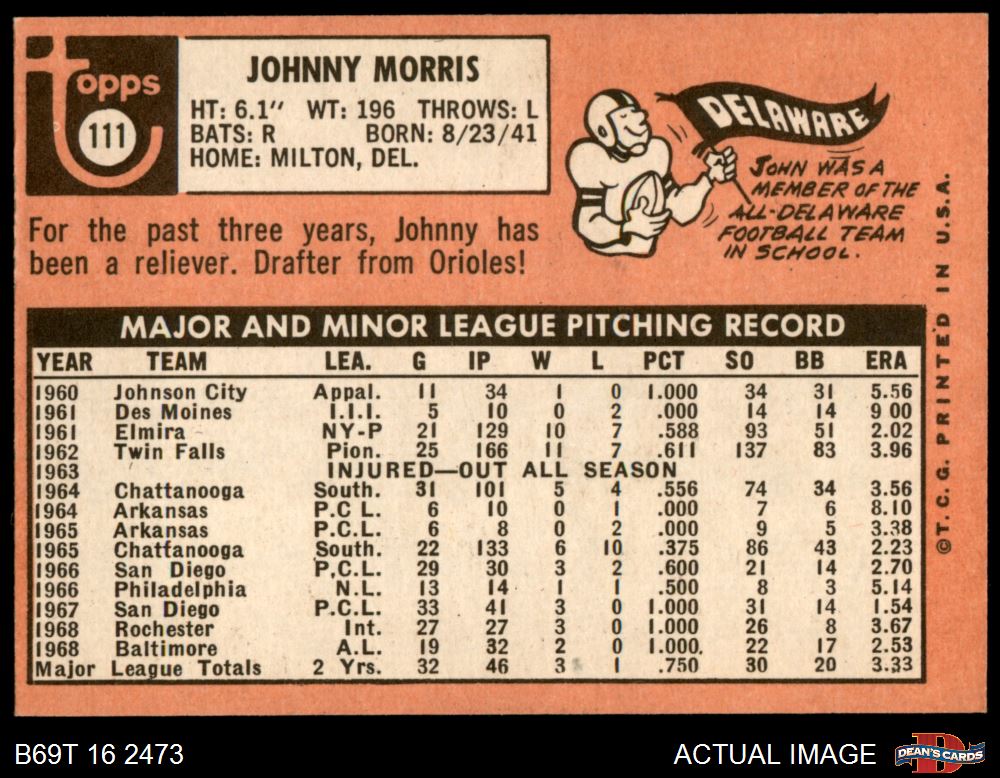 Topps
111
JOHNNY MORRIS
HT: 6.1" WT: 196 THROWS: L
BATS: R BORN: 8/23/41
HOME: MILTON, DEL.
For the past three years, Johnny has
been a reliever. Drafter from Orioles!
DELAWARE
JOHN WAS A
MEMBER OF THE
ALL-DELAWARE
FOOTBALL TEAM
IN SCHOOL.
MAJOR AND MINOR LEAGUE PITCHING RECORD
YEAR TEAM LEA. G IP W L PCT SO BB ERA
1960 Johnson City Appal. 11 34 1 0 1.000 34 31 5.56
1961 Des Moines I.I.I. 5 10 0 2 .000 14 14 9 00
1961 Elmira NY-P 21 129 10 7 .588 93 51 2.02
1962 Twin Falls Pion. 25 166 11 7 .611 137 83 3.96
1963 INJURED—OUT ALL SEASON
1964 Chattanooga South. 31 101 5 4 .556 74 34 3.56
1964 Arkansas P.C.L. 6 10 0 1 .000 7 6 8.10
1965 Arkansas P.C.L. 6 8 0 2 .000 9 5 3.38
1965 Chattanooga South. 22 133 6 10 .375 86 43 2.23
1966 San Diego P,C.L. 29 30 3 2 .600 21 14 2.70
1966 Philadelphia N.L. 13 14 1 1 .500 8 3 5.14
1967 San Diego P.C.L. 33 41 3 0 1.000 31 14 1.54
1968 Rochester Int. 27 27 3 0 1.000 26 8 3.67
1968 Baltimore A.L. 19 32 2 0 1.000. 22 17 2.53
Major League Totals 2 Yrs. 32 46 3 1 .750 30 20 3.33
©T.C.G. PRINTED IN U.S.A.
B69T 16 2473
ACTUAL IMAGE
D
DEAN'S CARDS